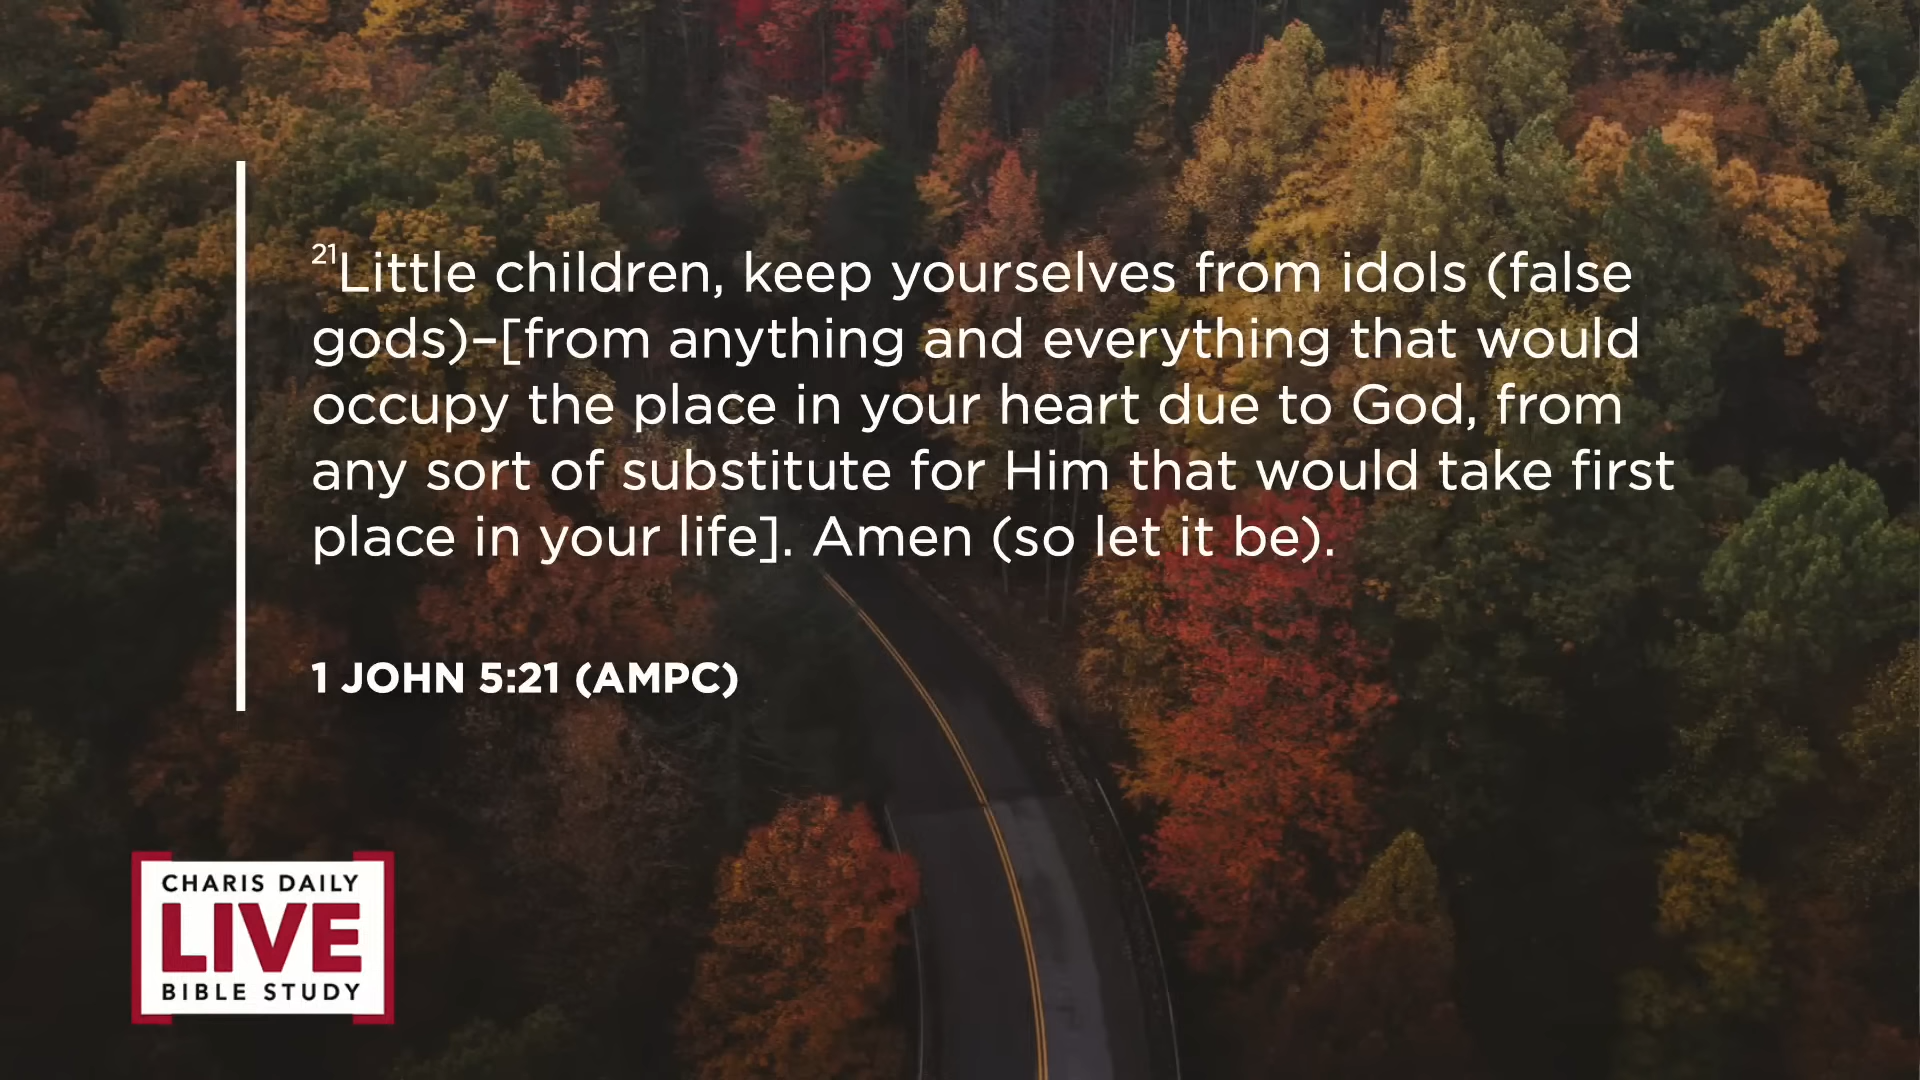 21Little children, keep yourselves from idols (false
gods)–[from anything and everything that would
occupy the place in your heart due to God, from
any sort of substitute for Him that would take first
place in your life]. Amen (so let it be).
1 JOHN 5:21 (AMPC)
CHARIS DAILY
LIVE
BIBLE STUDY